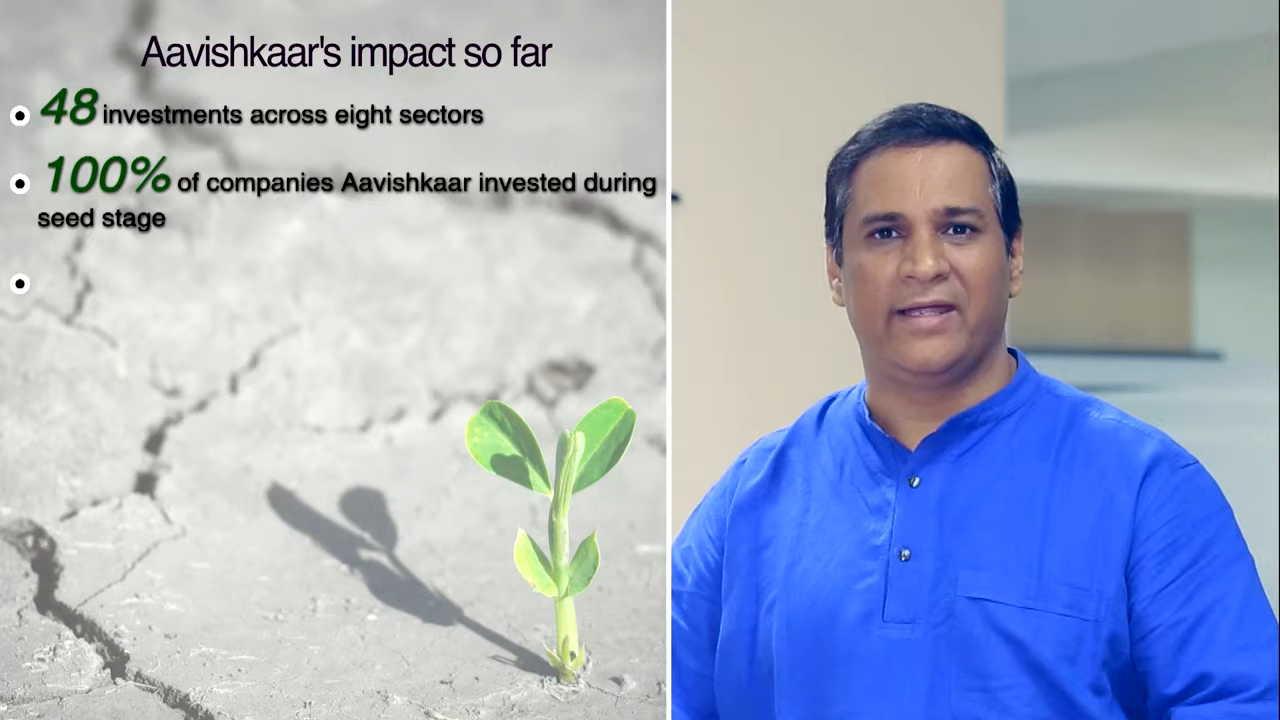 Aavishkaar's impact so far
48 investments across eight sectors
100% of companies Aavishkaar invested during
seed stage